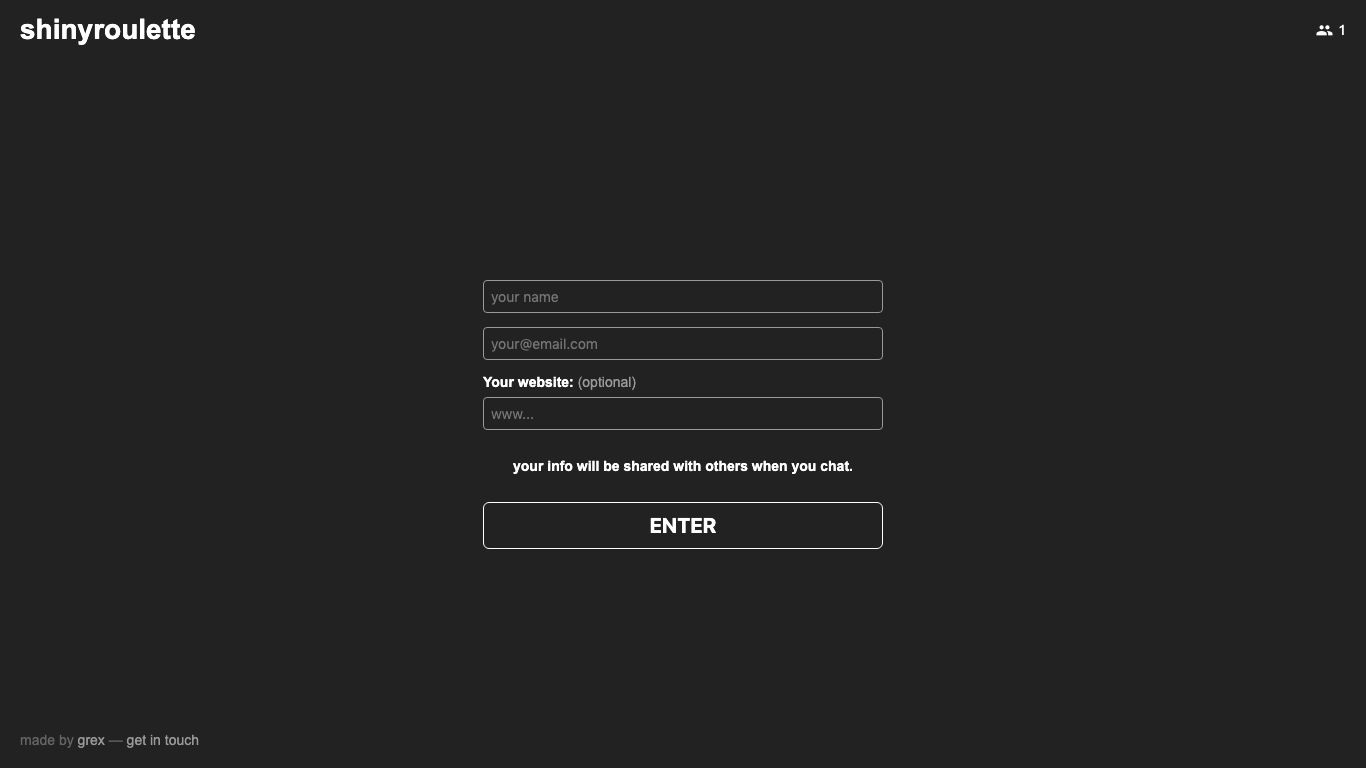 shinyroulette
1
your name
your@email.com
Your website: (optional)
www...
your info will be shared with others when you chat.
ENTER
made by grex — get in touch